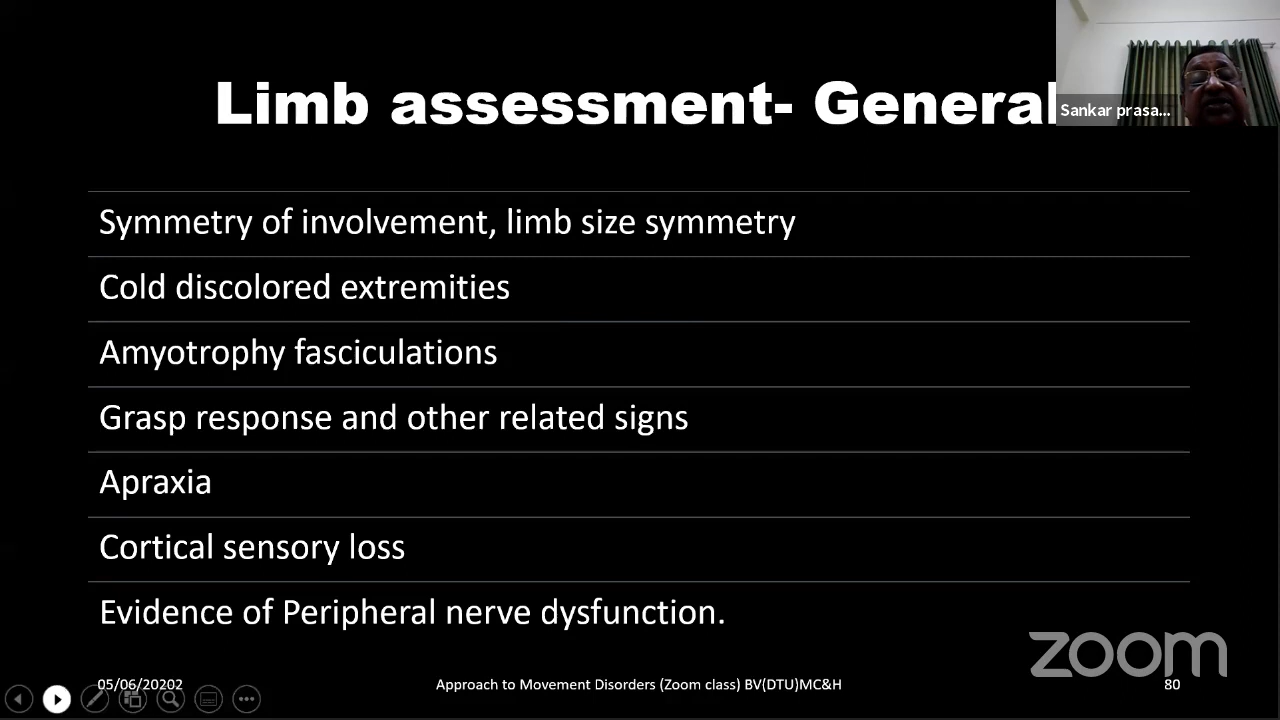 Limb assessment- General
Sankar prasa...
Symmetry of involvement, limb size symmetry
Cold discolored extremities
Amyotrophy fasciculations
Grasp response and other related signs
Apraxia
Cortical sensory loss
Evidence of Peripheral nerve dysfunction.
zoom
05/06/20202
Approach to Movement Disorders (Zoom class) BV(DTU)MC&H
80